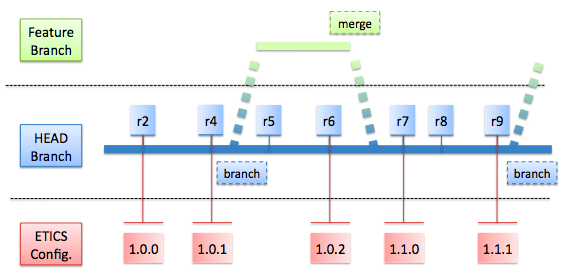 Feature
Branch
merge
r2
r4
r5
r6
r7
r8
r9
HEAD
Branch
branch
branch
ETICS
Config.
1.0.0
1.0.1
1.0.2
1.1.0
1.1.1